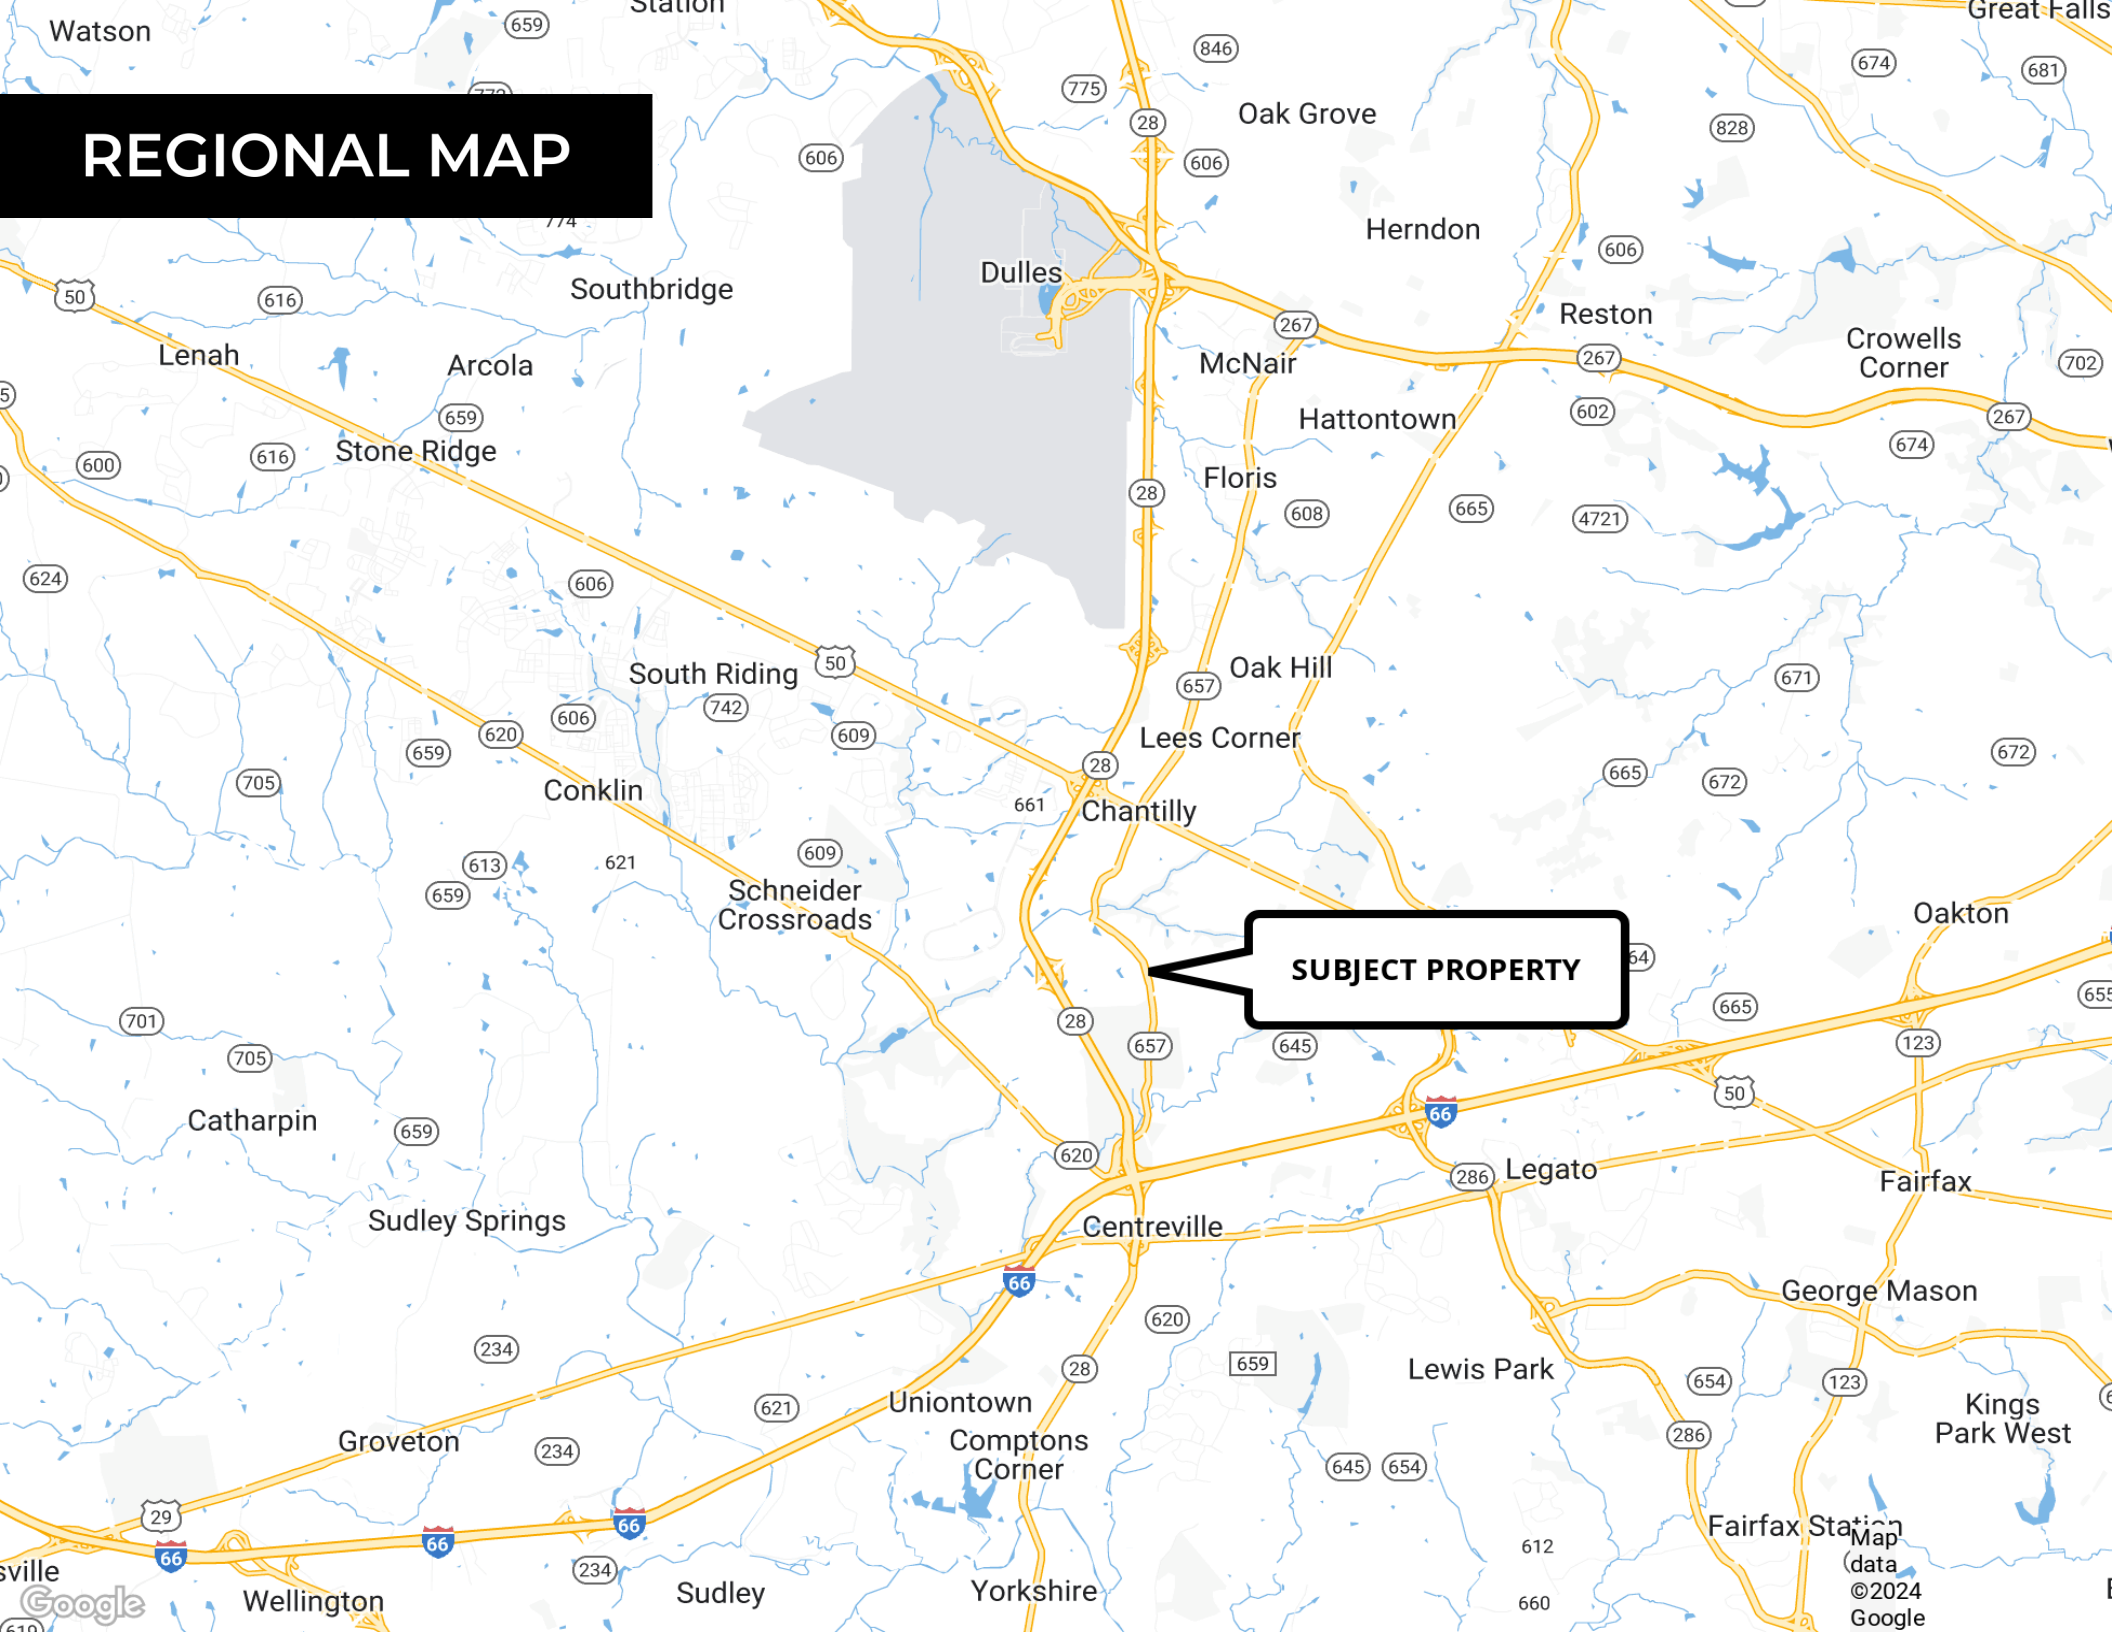 Station
Great Falls
Watson
659
846
674
681
775
772
28
Oak Grove
828
REGIONAL MAP
606
606
774
Herndon
606
Dulles
Southbridge
50
616
Reston
267
Crowells
Corner
Lenah
Arcola
McNair
267
702
659
Hattontown
602
267
Stone Ridge
616
600
674
Floris
28
608
665
4721
624
606
South Riding
50
Oak Hill
671
742
657
606
620
609
Lees Corner
659
672
28
665
672
705
Conklin
661
Chantilly
609
613
621
659
Schneider
Crossroads
Oakton
SUBJECT PROPERTY
64
655
665
701
28
657
645
123
705
50
66
Catharpin
659
620
286
Legato
Fairfax
Sudley Springs
Centreville
66
George Mason
620
234
659
28
Lewis Park
654
123
Uniontown
621
Kings
Park West
Groveton
234
Comptons
Corner
286
645
654
29
66
66
66
Fairfax Station
612
Map
data
©2024
Google
sville
234
Google
Wellington
Sudley
Yorkshire
660
619